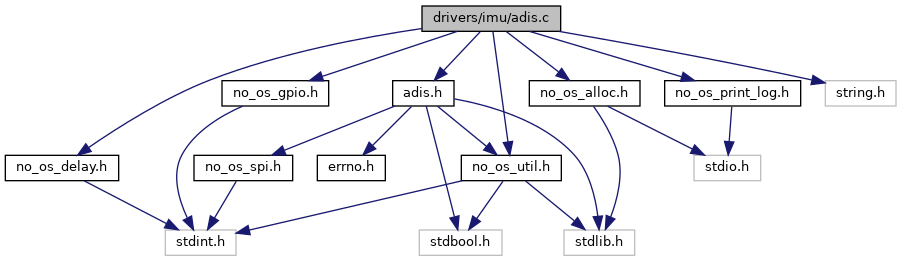 drivers/imu/adis.c
no_os_gpio.h
adis.h
no_os_alloc.h
no_os_print_log.h
string.h
no_os_delay.h
no_os_spi.h
errno.h
no_os_util.h
stdio.h
stdint.h
stdbool.h
stdlib.h